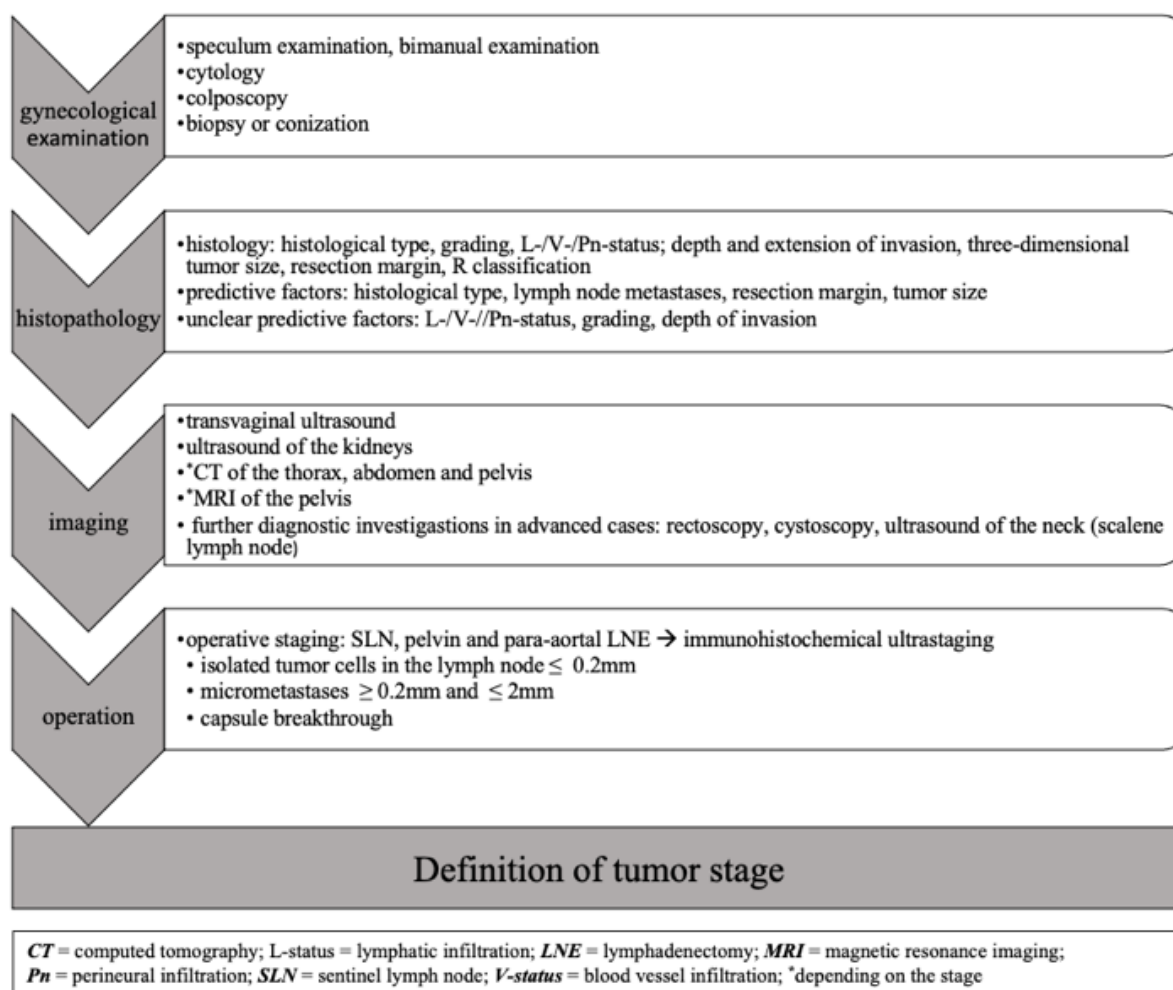 gynecological
examination
•speculum examination, bimanual examination
•cytology
•colposcopy
•biopsy or conization
histopathology
•histology: histological type, grading, L-/V-/Pn-status; depth and extension of invasion, three-dimensional
tumor size, resection margin, R classification
•predictive factors: histological type, lymph node metastases, resection margin, tumor size
•unclear predictive factors: L-/V-//Pn-status, grading, depth of invasion
imaging
•transvaginal ultrasound
•ultrasound of the kidneys
•*CT of the thorax, abdomen and pelvis
•*MRI of the pelvis
• further diagnostic investigastions in advanced cases: rectoscopy, cystoscopy, ultrasound of the neck (scalene
lymph node)
operation
•operative staging: SLN, pelvin and para-aortal LNE → immunohistochemical ultrastaging
• isolated tumor cells in the lymph node ≤ 0.2mm
• micrometastases ≥ 0.2mm and ≤ 2mm
• capsule breakthrough
Definition of tumor stage
CT = computed tomography; L-status = lymphatic infiltration; LNE = lymphadenectomy; MRI = magnetic resonance imaging;
Pn = perineural infiltration; SLN = sentinel lymph node; V-status = blood vessel infiltration; *depending on the stage